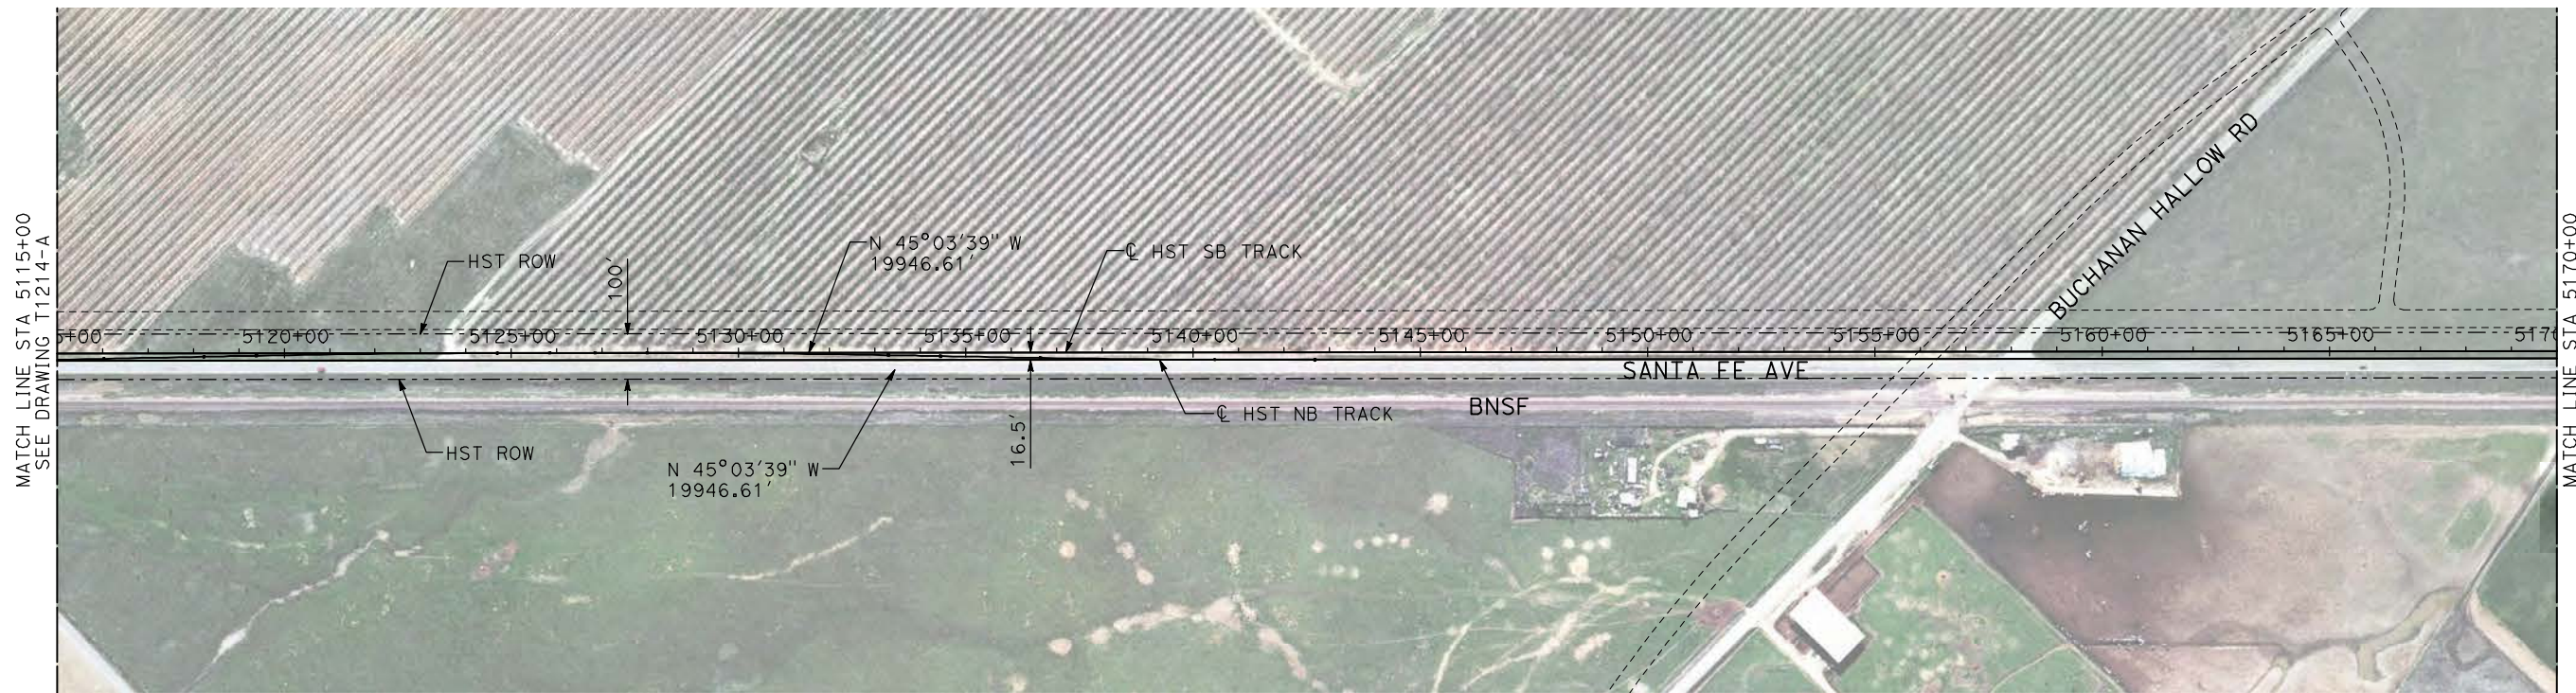 MATCH LINE STA 5115+00
SEE DRAWING T1214-A
N 45°03'39" W
19946.61'
℄ HST SB TRACK
HST ROW
100'
BUCHANAN HALLOW RD
5+00 5120+00 5125+00 5130+00 5135+00 5140+00 5145+00 5150+00 5155+00 5160+00 5165+00 5170
SANTA FE AVE
BNSF
℄ HST NB TRACK
16.5'
HST ROW
N 45°03'39" W
19946.61'
MATCH LINE STA 5170+00